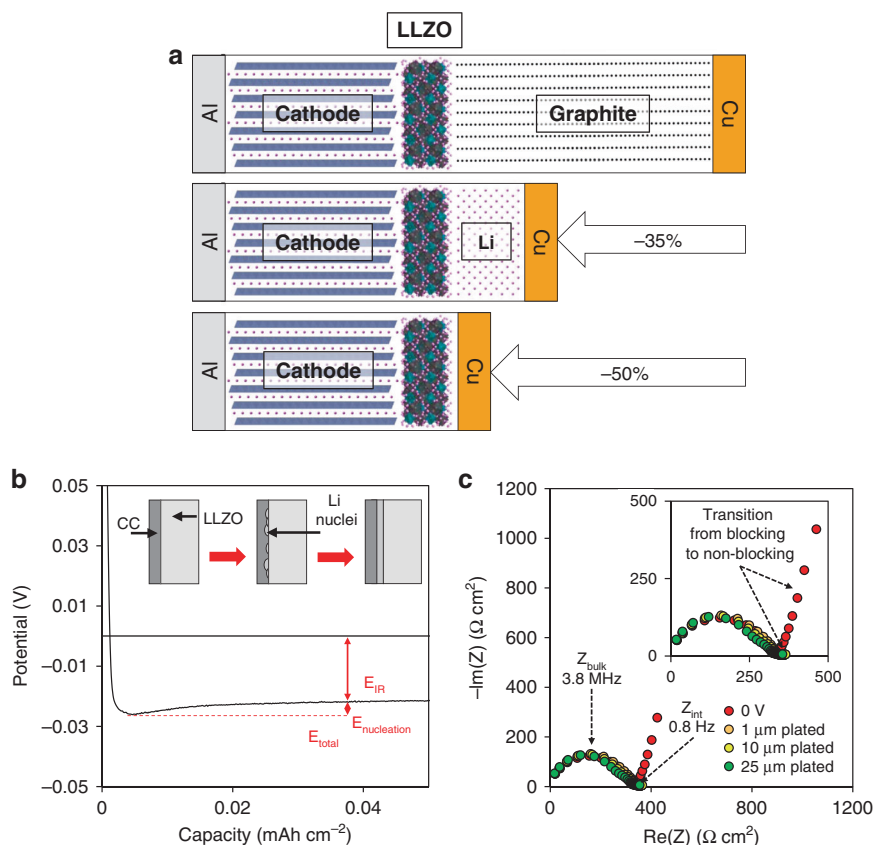 LLZO
a
Al
Cathode
Graphite
Cu
Al
Cathode
Li
Cu
–35%
Al
Cathode
Cu
–50%
b
0.05
0.03
0.01
–0.01
–0.03
–0.05
Potential (V)
CC
LLZO
Li
nuclei
E_IR
E_nucleation
E_total
0
0.02
0.04
Capacity (mAh cm⁻²)
c
1200
1000
800
600
400
200
0
–Im(Z) (Ω cm²)
500
250
0
0
250
500
Transition
from blocking
to non-blocking
Z_bulk
3.8 MHz
Z_int
0.8 Hz
0 V
1 μm plated
10 μm plated
25 μm plated
0
400
800
1200
Re(Z) (Ω cm²)